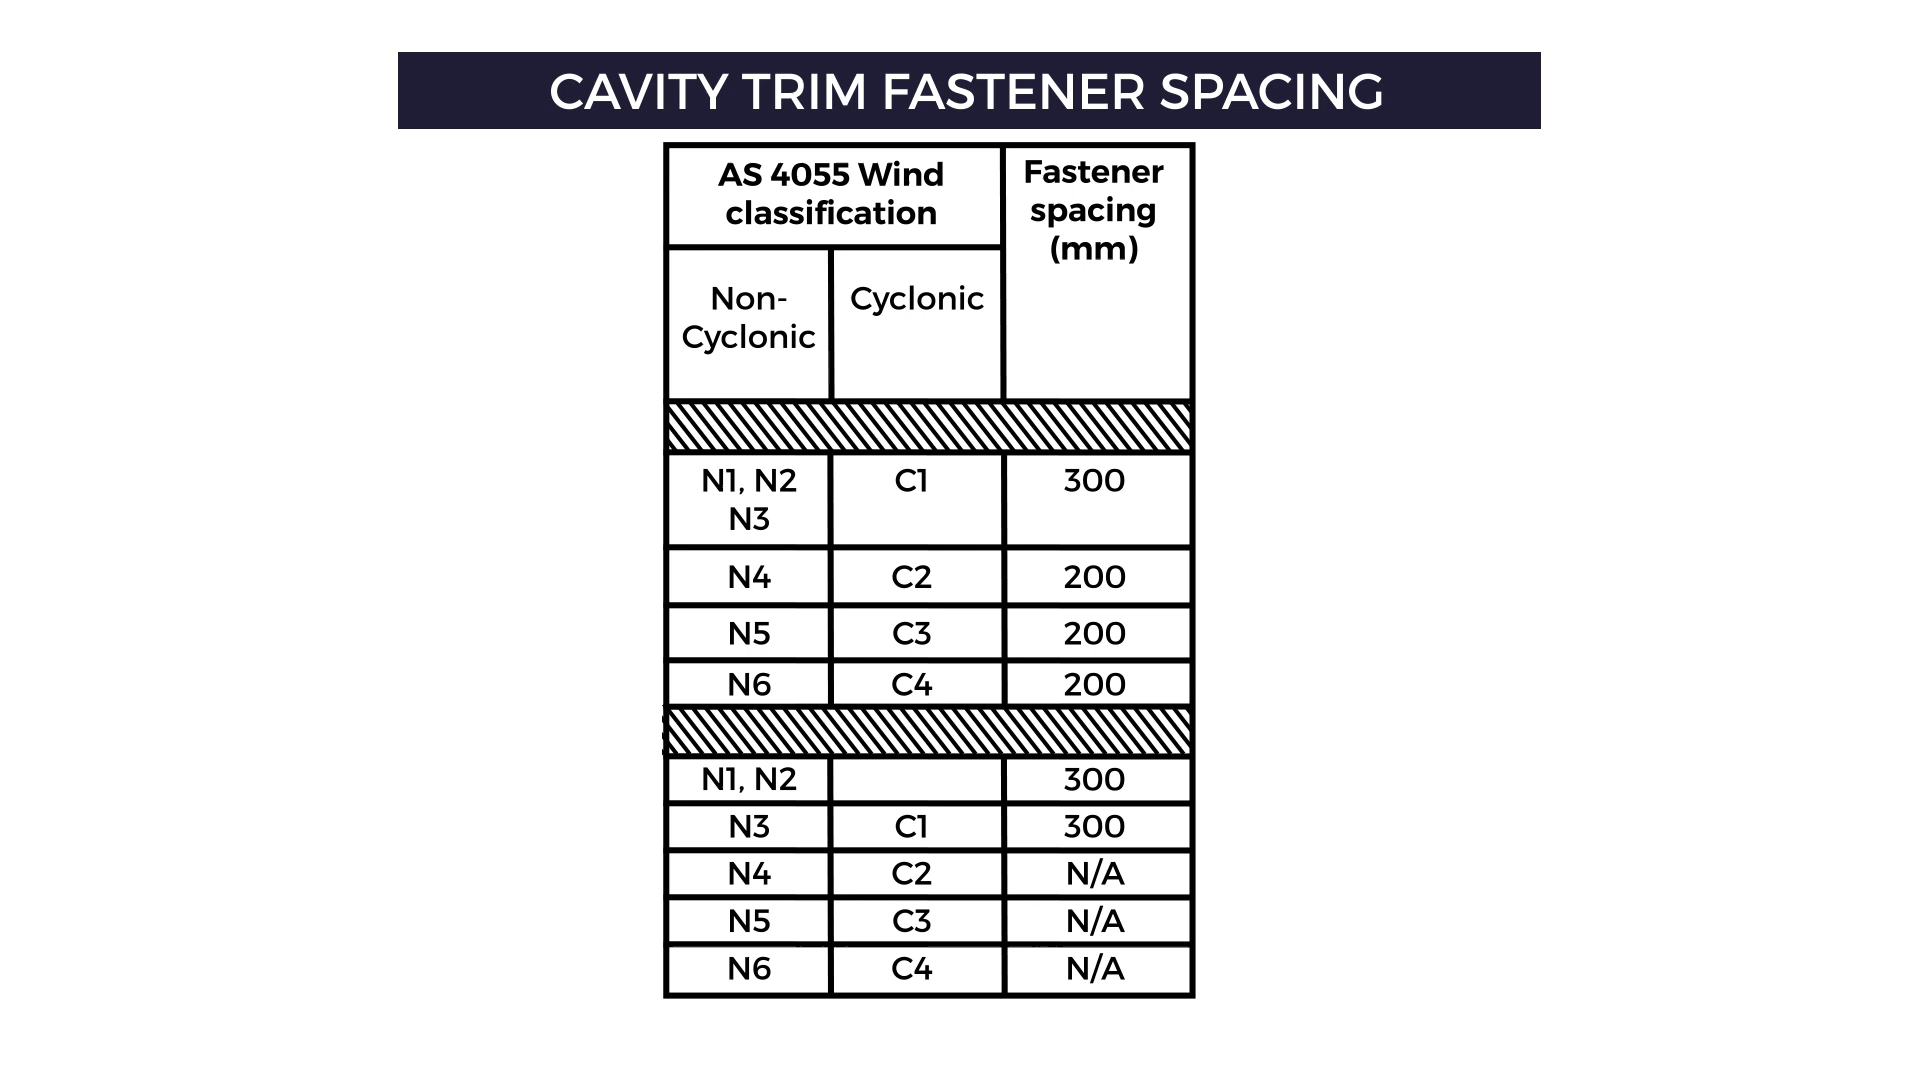 CAVITY TRIM FASTENER SPACING
AS 4055 Wind
classification
Fastener
spacing
(mm)
Non-
Cyclonic
Cyclonic
N1, N2
N3
C1
300
N4 C2 200
N5 C3 200
N6 C4 200
N1, N2 300
N3 C1 300
N4 C2 N/A
N5 C3 N/A
N6 C4 N/A